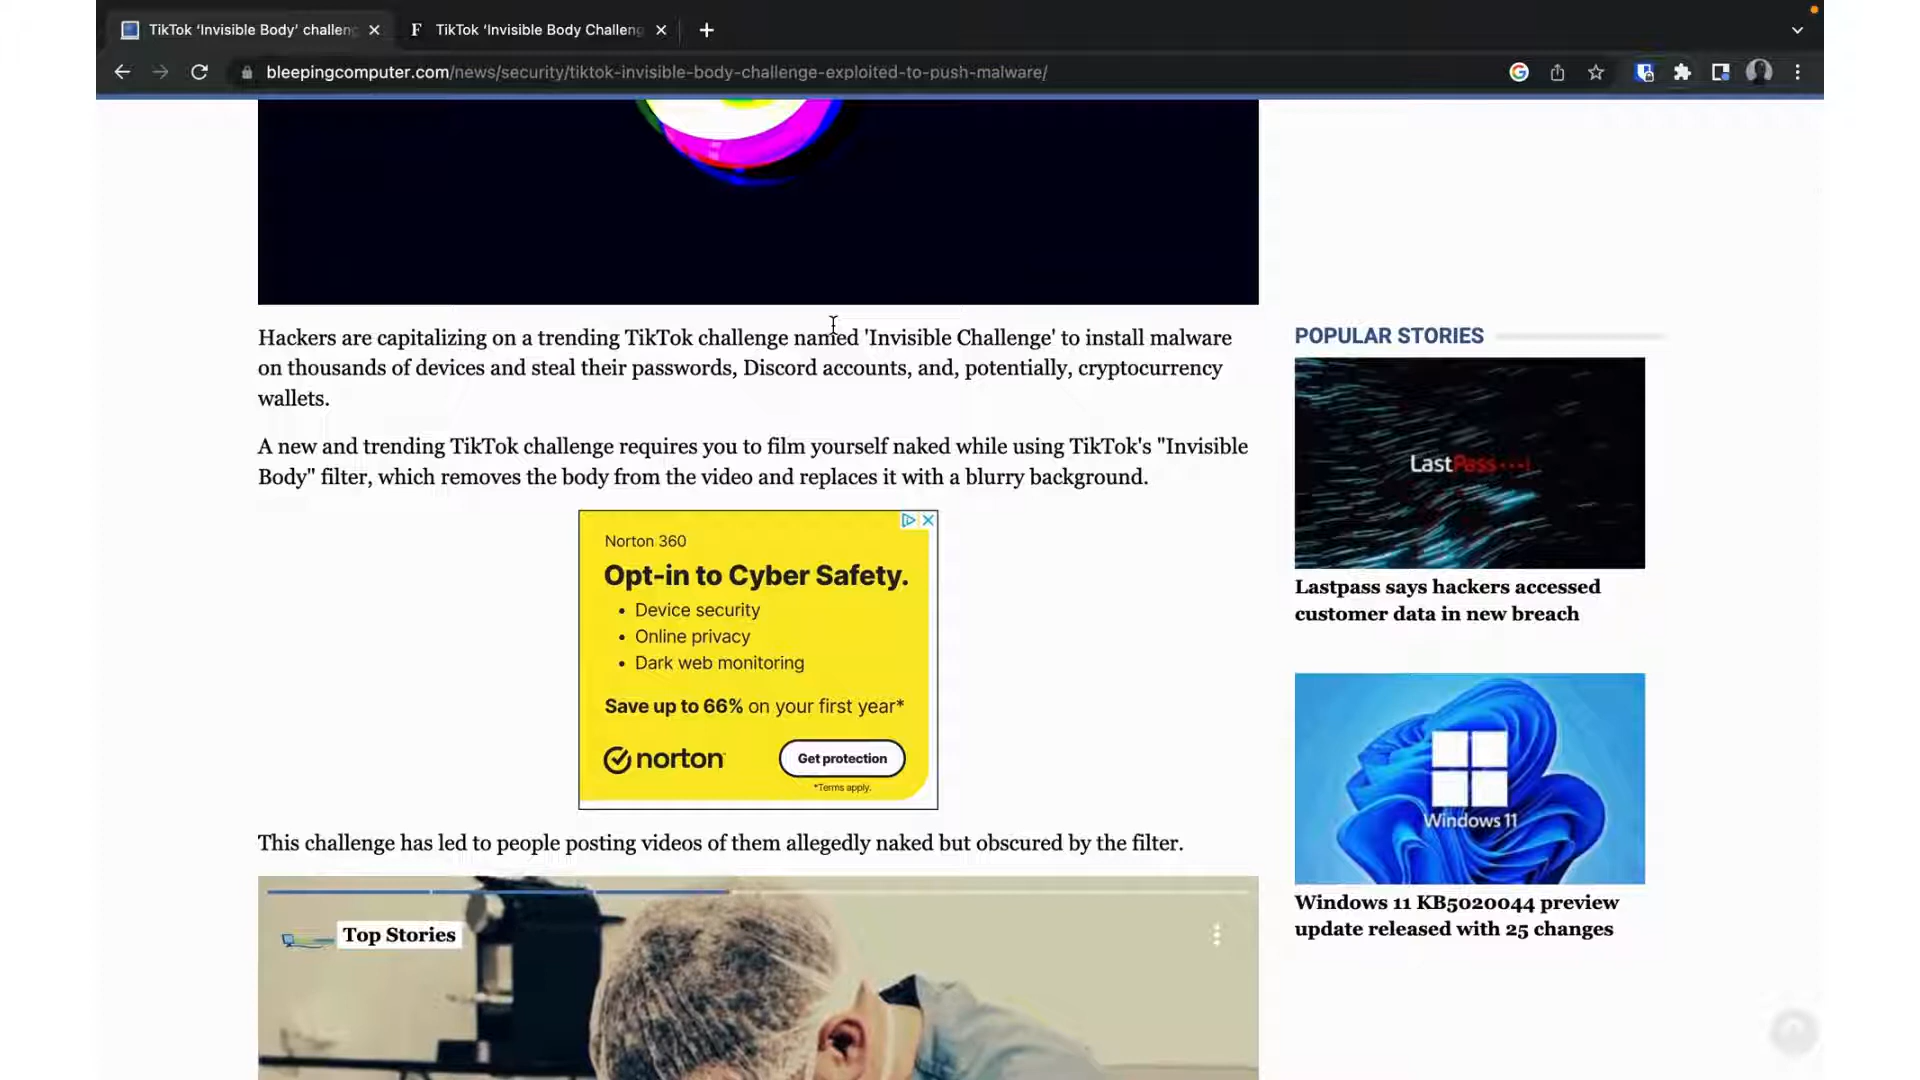 TikTok ‘Invisible Body’ challeng
F TikTok ‘Invisible Body Challeng
bleepingcomputer.com/news/security/tiktok-invisible-body-challenge-exploited-to-push-malware/
Hackers are capitalizing on a trending TikTok challenge named 'Invisible Challenge' to install malware
on thousands of devices and steal their passwords, Discord accounts, and, potentially, cryptocurrency
wallets.
A new and trending TikTok challenge requires you to film yourself naked while using TikTok's "Invisible
Body" filter, which removes the body from the video and replaces it with a blurry background.
Norton 360
Opt-in to Cyber Safety.
• Device security
• Online privacy
• Dark web monitoring
Save up to 66% on your first year*
norton
Get protection
*Terms apply.
This challenge has led to people posting videos of them allegedly naked but obscured by the filter.
Top Stories
POPULAR STORIES
LastPass
Lastpass says hackers accessed
customer data in new breach
Windows 11
Windows 11 KB5020044 preview
update released with 25 changes